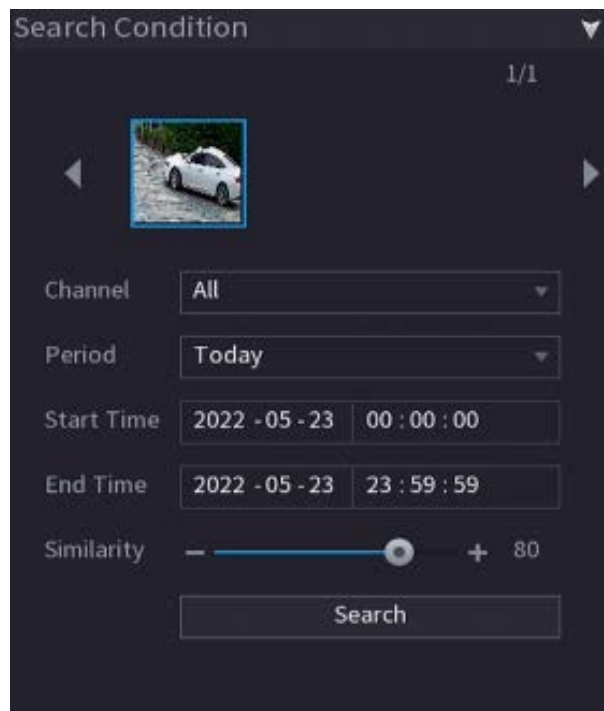 Search Condition
1/1
Channel All
Period Today
Start Time 2022 -05 -23 00 : 00 : 00
End Time 2022 -05 -23 23 : 59 : 59
Similarity 80
Search